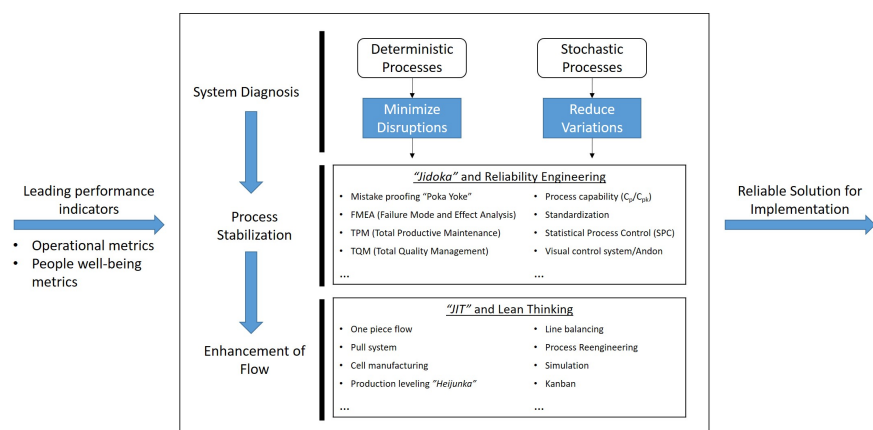 Leading performance
indicators
• Operational metrics
• People well-being
metrics
System Diagnosis
Process
Stabilization
Enhancement of
Flow
Deterministic
Processes
Stochastic
Processes
Minimize
Disruptions
Reduce
Variations
"Jidoka" and Reliability Engineering
• Mistake proofing "Poka Yoke"
• FMEA (Failure Mode and Effect Analysis)
• TPM (Total Productive Maintenance)
• TQM (Total Quality Management)
...
• Process capability (Cp/Cpk)
• Standardization
• Statistical Process Control (SPC)
• Visual control system/Andon
...
"JIT" and Lean Thinking
• One piece flow
• Pull system
• Cell manufacturing
• Production leveling "Heijunka"
...
• Line balancing
• Process Reengineering
• Simulation
• Kanban
...
Reliable Solution for
Implementation